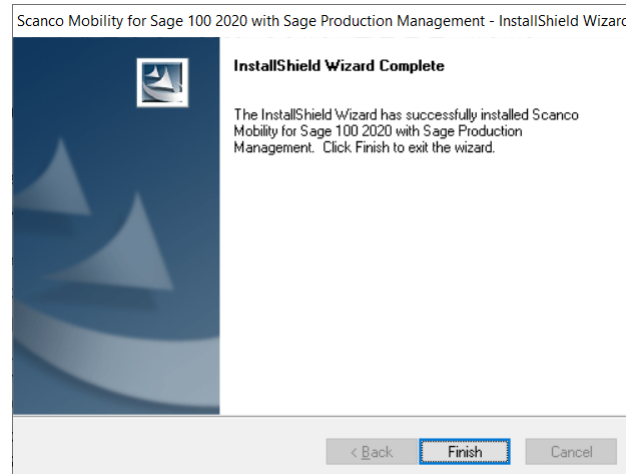 Scanco Mobility for Sage 100 2020 with Sage Production Management - InstallShield Wizard
InstallShield Wizard Complete
The InstallShield Wizard has successfully installed Scanco
Mobility for Sage 100 2020 with Sage Production
Management. Click Finish to exit the wizard.
< Back
Finish
Cancel